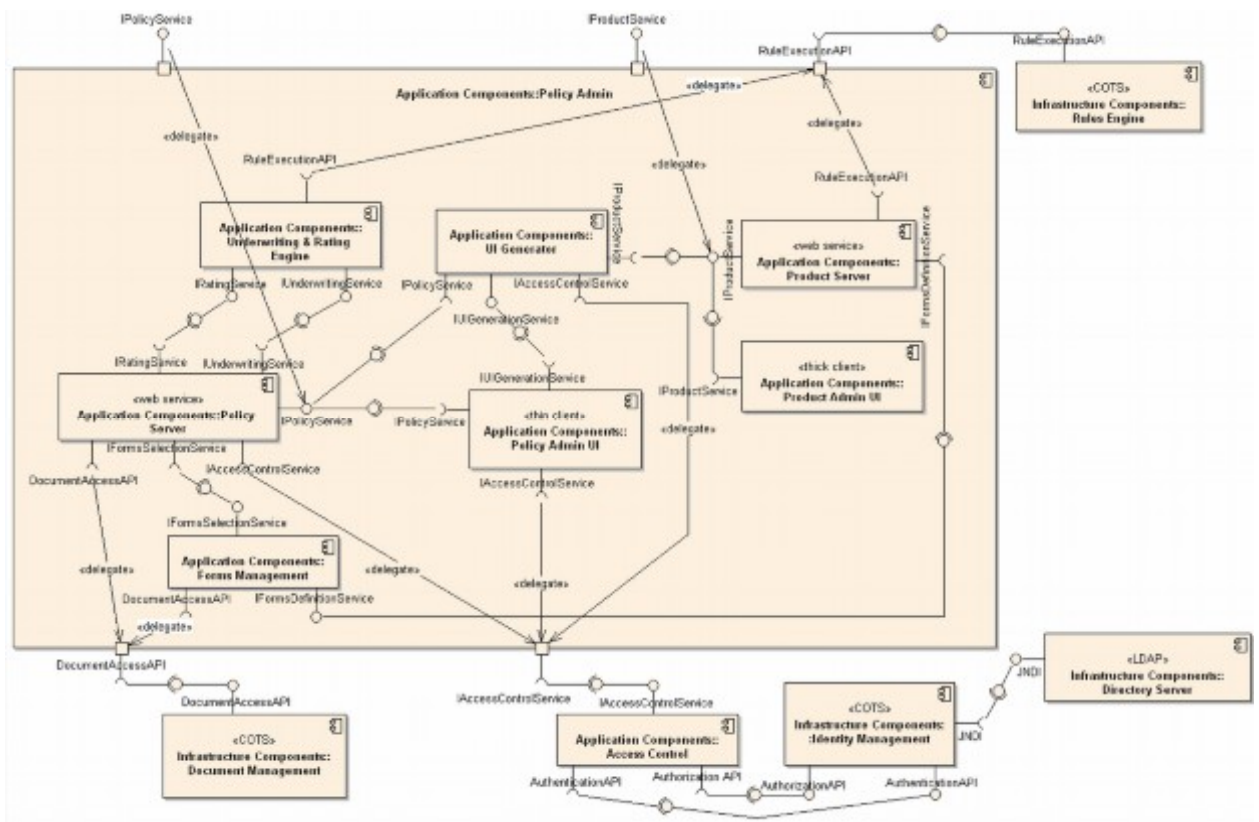 IPolicyService
IProductService
RuleExecutionAPI
RuleExecutionAPI
«COTS»
Infrastructure Components::
Rules Engine
Application Components::Policy Admin
«delegate»
«delegate»
«delegate»
«delegate»
RuleExecutionAPI
RuleExecutionAPI
Application Components::
Underwriting & Rating
Engine
Application Components::
UI Generator
IProductService
IProductService
«web service»
Application Components::
Product Server
IFormsDefinitionService
IRatingService
IUnderwritingService
IPolicyService
IAccessControlService
IUIGenerationService
IRatingService
IUnderwritingService
IUIGenerationService
IProductService
«thick client»
Application Components::
Product Admin UI
«web service»
Application Components::Policy
Server
IPolicyService
IPolicyService
«thin client»
Application Components::
Policy Admin UI
«delegate»
IFormsSelectionService
IAccessControlService
DocumentAccessAPI
IAccessControlService
IFormsSelectionService
Application Components::
Forms Management
«delegate»
«delegate»
«delegate»
DocumentAccessAPI
IFormsDefinitionService
«delegate»
DocumentAccessAPI
DocumentAccessAPI
«COTS»
Infrastructure Components::
Document Management
IAccessControlService
IAccessControlService
Application Components::
Access Control
AuthenticationAPI
Authorization API
«COTS»
Infrastructure Components:
:Identity Management
AuthorizationAPI
AuthenticationAPI
JNDI
JNDI
«LDAP»
Infrastructure Components::
Directory Server